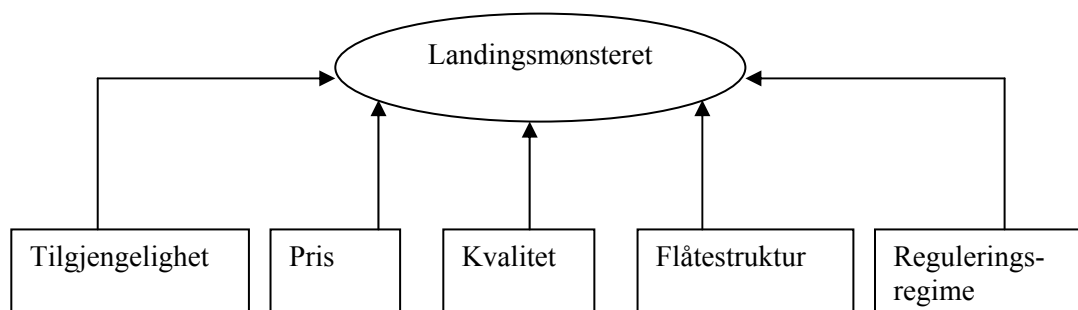 Landingsmønsteret
Tilgjengelighet
Pris
Kvalitet
Flåtestruktur
Regulerings-
regime